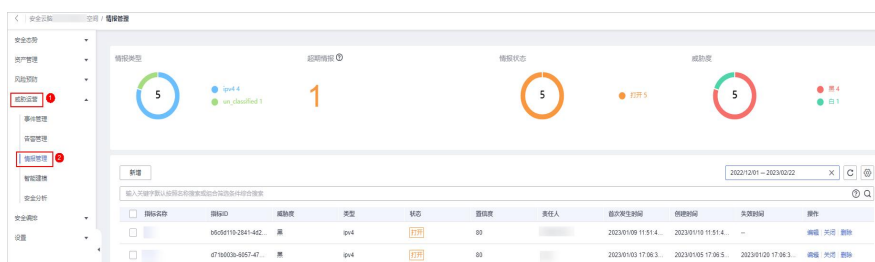 安全云脑 空间 / 情报管理
安全态势
资产管理
风险预防
威胁运营 1
事件管理
告警管理
情报管理 2
智能建模
安全分析
安全编排
设置
情报类型 超期情报 情报状态 威胁度
5 ipv4 4 un_classified 1
1
5 打开 5
5 黑 4 白 1
新增 2022/12/01 – 2023/02/22
输入关键字默认按照名称搜索或组合筛选条件综合搜索
指标名称 指标ID 威胁度 类型 状态 置信度 责任人 首次发生时间 创建时间 失效时间 操作
b6c6d110-2841-4d2... 黑 ipv4 打开 80 2023/01/09 11:51:4... 2023/01/10 11:51:4... -- 编辑 关闭 删除
d71b003b-6057-47... 黑 ipv4 打开 80 2023/01/03 17:06:3... 2023/01/05 17:06:5... 2023/01/20 17:06:3... 编辑 关闭 删除